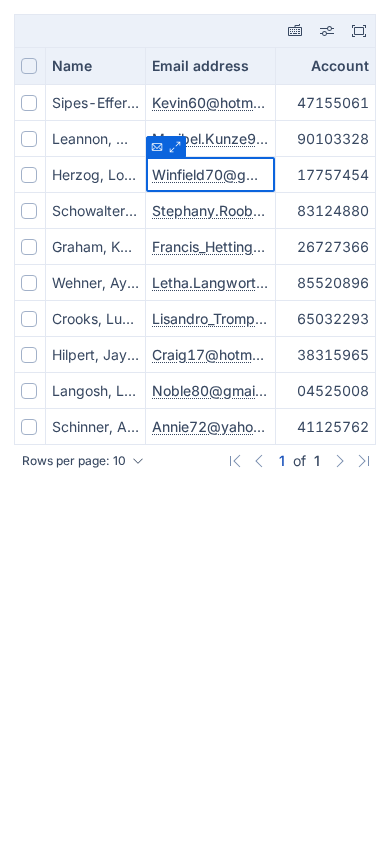 Name Email address Account
Sipes-Effer... Kevin60@hotm... 47155061
Leannon, ... 90103328
Herzog, Lo... Winfield70@g... 17757454
Schowalter... Stephany.Roob... 83124880
Graham, K... Francis_Hetting... 26727366
Wehner, Ay... Letha.Langwort... 85520896
Crooks, Lu... Lisandro_Tromp... 65032293
Hilpert, Jay... Craig17@hotm... 38315965
Langosh, L... Noble80@gmai... 04525008
Schinner, A... Annie72@yaho... 41125762
Rows per page: 10 1 of 1